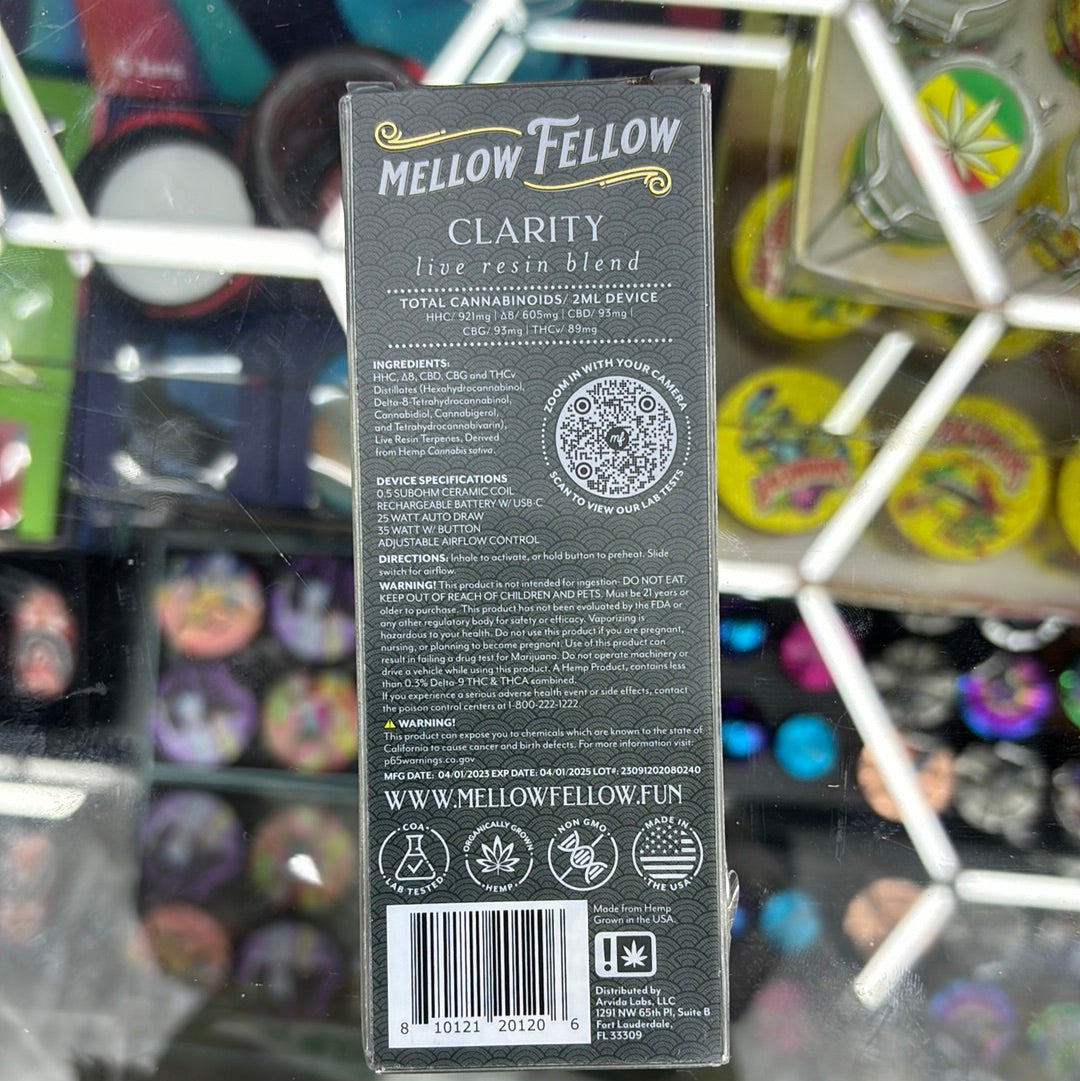 MELLOW FELLOW
CLARITY
live resin blend
TOTAL CANNABINOIDS/ 2ML DEVICE
HHC/ 921mg | Δ8/ 605mg | CBD/ 93mg |
CBG/ 93mg | THCv/ 89mg
INGREDIENTS:
HHC, Δ8, CBD, CBG and THCv
Distillates (Hexahydrocannabinol,
Delta-8-Tetrahydrocannabinol,
Cannabidiol, Cannabigerol,
and Tetrahydrocannabivarin),
Live Resin Terpenes, Derived
from Hemp Cannabis sativa.
ZOOM IN WITH YOUR CAMERA
mf
SCAN TO VIEW OUR LAB TESTS
DEVICE SPECIFICATIONS
0.5 SUBOHM CERAMIC COIL
RECHARGEABLE BATTERY W/ USB-C
25 WATT AUTO DRAW
35 WATT W/ BUTTON
ADJUSTABLE AIRFLOW CONTROL
DIRECTIONS: Inhale to activate, or hold button to preheat. Slide
switch for airflow.
WARNING! This product is not intended for ingestion- DO NOT EAT.
KEEP OUT OF REACH OF CHILDREN AND PETS. Must be 21 years or
older to purchase. This product has not been evaluated by the FDA or
any other regulatory body for safety or efficacy. Vaporizing is
hazardous to your health. Do not use this product if you are pregnant,
nursing, or planning to become pregnant. Use of this product can
result in failing a drug test for Marijuana. Do not operate machinery or
drive a vehicle while using this product. A Hemp Product, contains less
than 0.3% Delta-9 THC & THCA combined.
If you experience a serious adverse health event or side effects, contact
the poison control centers at 1-800-222-1222.
WARNING!
This product can expose you to chemicals which are known to the state of
California to cause cancer and birth defects. For more information visit:
p65warnings.ca.gov
MFG DATE: 04/01/2023 EXP DATE: 04/01/2025 LOT#: 23091202080240
WWW.MELLOWFELLOW.FUN
COA
LAB TESTED
ORGANICALLY GROWN
HEMP
NON GMO
MADE IN
THE USA
Made from Hemp
Grown in the USA.
8 10121 20120 6
Distributed by
Arvida Labs, LLC
1291 NW 65th Pl, Suite B
Fort Lauderdale,
FL 33309